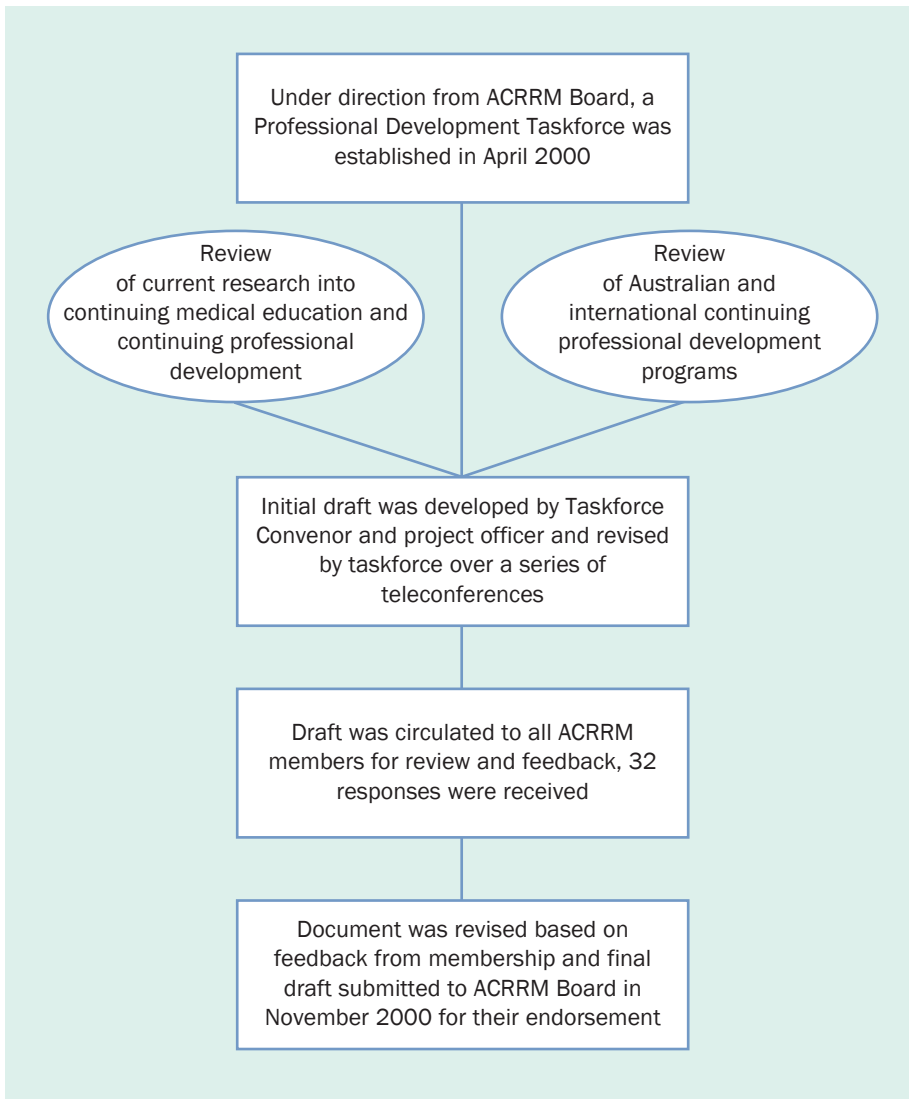 Under direction from ACRRM Board, a
Professional Development Taskforce was
established in April 2000
Review
of current research into
continuing medical education and
continuing professional
development
Review
of Australian and
international continuing
professional development
programs
Initial draft was developed by Taskforce
Convenor and project officer and revised
by taskforce over a series of
teleconferences
Draft was circulated to all ACRRM
members for review and feedback, 32
responses were received
Document was revised based on
feedback from membership and final
draft submitted to ACRRM Board in
November 2000 for their endorsement